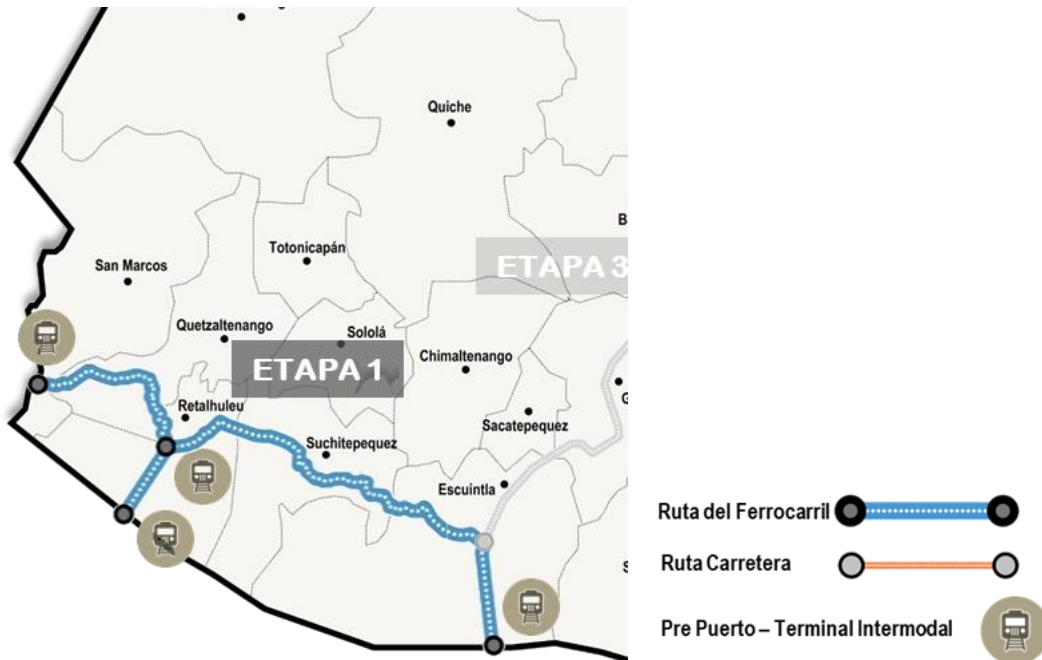 Quiche
B
Totonicapán
ETAPA 3
San Marcos
Quetzaltenango
Sololá
ETAPA 1
Chimaltenango
G
Retalhuleu
Sacatepequez
Suchitepequez
Escuintla
S
Ruta del Ferrocarril
Ruta Carretera
Pre Puerto – Terminal Intermodal